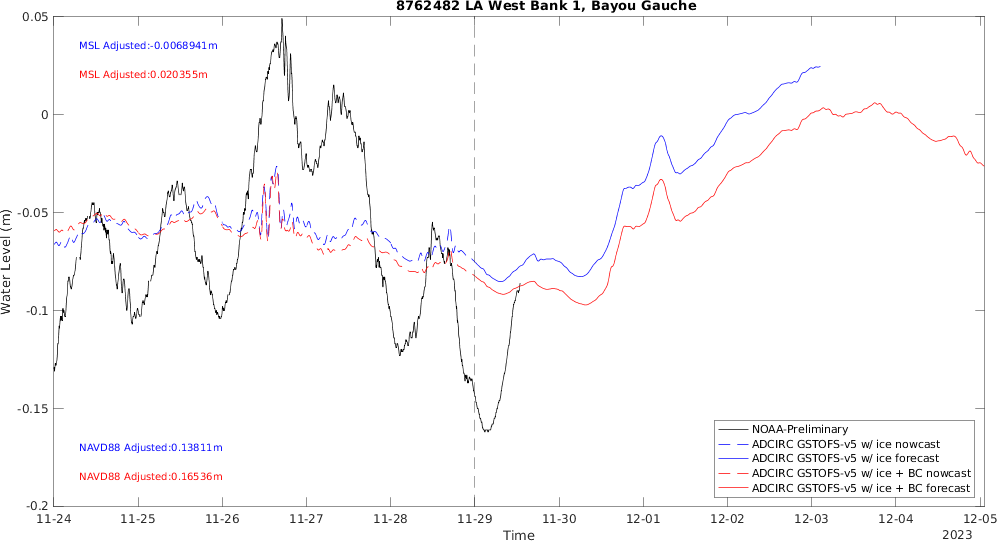 8762482 LA West Bank 1, Bayou Gauche
MSL Adjusted:-0.0068941m
MSL Adjusted:0.020355m
NAVD88 Adjusted:0.13811m
NAVD88 Adjusted:0.16536m
Water Level (m)
0.05
0
-0.05
-0.1
-0.15
-0.2
NOAA-Preliminary
ADCIRC GSTOFS-v5 w/ ice nowcast
ADCIRC GSTOFS-v5 w/ ice forecast
ADCIRC GSTOFS-v5 w/ ice + BC nowcast
ADCIRC GSTOFS-v5 w/ ice + BC forecast
11-24 11-25 11-26 11-27 11-28 11-29 11-30 12-01 12-02 12-03 12-04 12-05
Time
2023